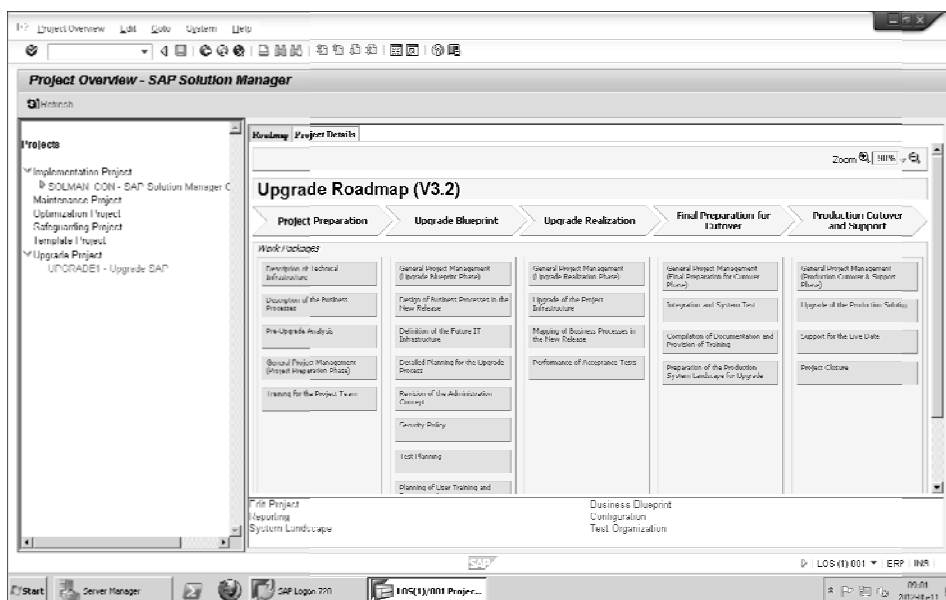 Project Overview Edit Goto System Help
Project Overview - SAP Solution Manager
Refresh
Projects
Implementation Project
SOLMAN_CON - SAP Solution Manager C
Maintenance Project
Optimization Project
Safeguarding Project
Template Project
Upgrade Project
UPGRADE1 - Upgrade SAP
Roadmap Project Details
Zoom 90%
Upgrade Roadmap (V3.2)
Project Preparation
Upgrade Blueprint
Upgrade Realization
Final Preparation for
Cutover
Production Cutover
and Support
Work Packages
Description of Technical
Infrastructure
Description of the Business
Processes
Pre-Upgrade Analysis
General Project Management
(Project Preparation Phase)
Training for the Project Team
General Project Management
(Upgrade Blueprint Phase)
Design of Business Processes in the
New Release
Definition of the Future IT
Infrastructure
Detailed Planning for the Upgrade
Process
Revision of the Administration
Concept
Security Policy
Test Planning
Planning of User Training and
General Project Management
(Upgrade Realization Phase)
Upgrade of the Project
Infrastructure
Mapping of Business Processes in
the New Release
Performance of Acceptance Tests
General Project Management
(Final Preparation for Cutover
Phase)
Integration and System Test
Compilation of Documentation and
Provision of Training
Preparation of the Production
System Landscape for Upgrade
General Project Management
(Production Cutover & Support
Phase)
Upgrade of the Production Solution
Support for the Live Date
Project Closure
Edit Project
Reporting
System Landscape
Business Blueprint
Configuration
Test Organization
SAP
LOS (1) 001 ERP INS
Start
Server Manager
SAP Logon 720
LOS(1)/001 Projec...
09:01